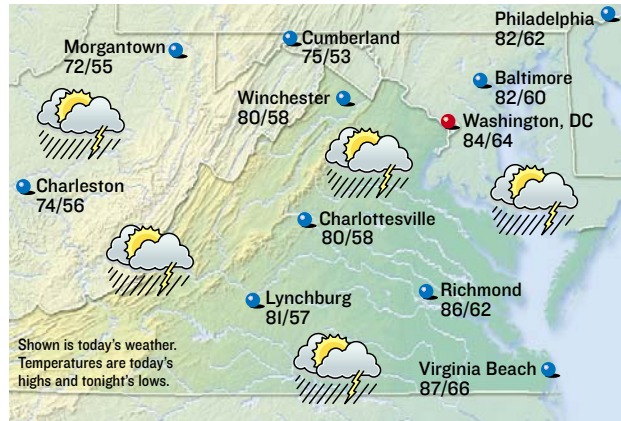 Philadelphia
82/62
Morgantown
72/55
Cumberland
75/53
Baltimore
82/60
Winchester
80/58
Washington, DC
84/64
Charleston
74/56
Charlottesville
80/58
Lynchburg
81/57
Richmond
86/62
Shown is today's weather.
Temperatures are today's
highs and tonight's lows.
Virginia Beach
87/66